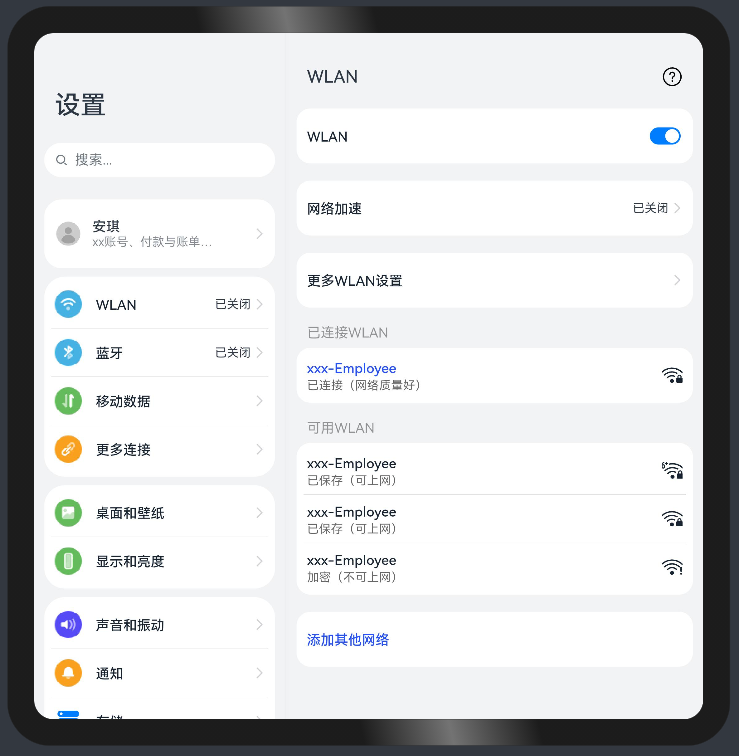 设置
搜索...
安琪
xx账号、付款与账单...
WLAN 已关闭
蓝牙 已关闭
移动数据
更多连接
桌面和壁纸
显示和亮度
声音和振动
通知
存储
WLAN
WLAN
网络加速 已关闭
更多WLAN设置
已连接WLAN
xxx-Employee
已连接（网络质量好）
可用WLAN
xxx-Employee
已保存（可上网）
xxx-Employee
已保存（可上网）
xxx-Employee
加密（不可上网）
添加其他网络